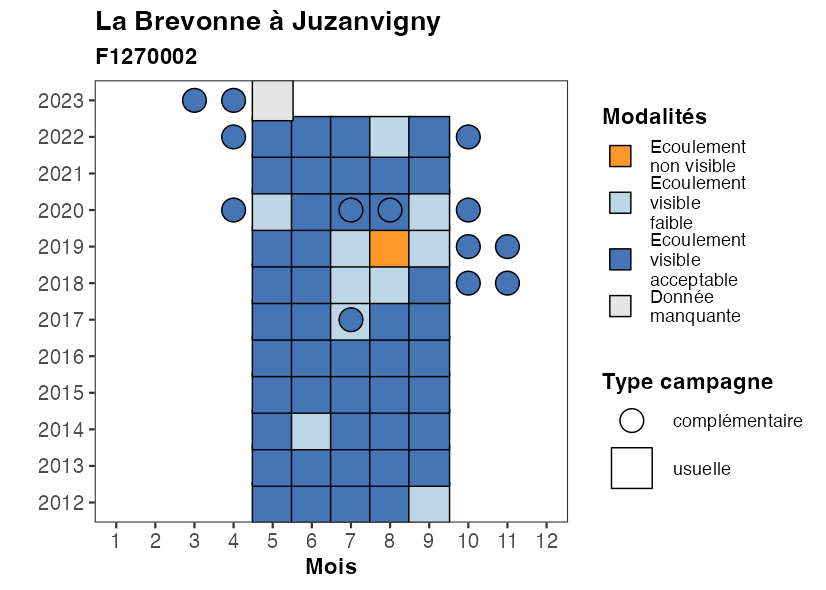 La Brevonne à Juzanvigny
F1270002
2023
2022
2021
2020
2019
2018
2017
2016
2015
2014
2013
2012
1 2 3 4 5 6 7 8 9 10 11 12
Mois
Modalités
Ecoulement
non visible
Ecoulement
visible
faible
Ecoulement
visible
acceptable
Donnée
manquante
Type campagne
complémentaire
usuelle